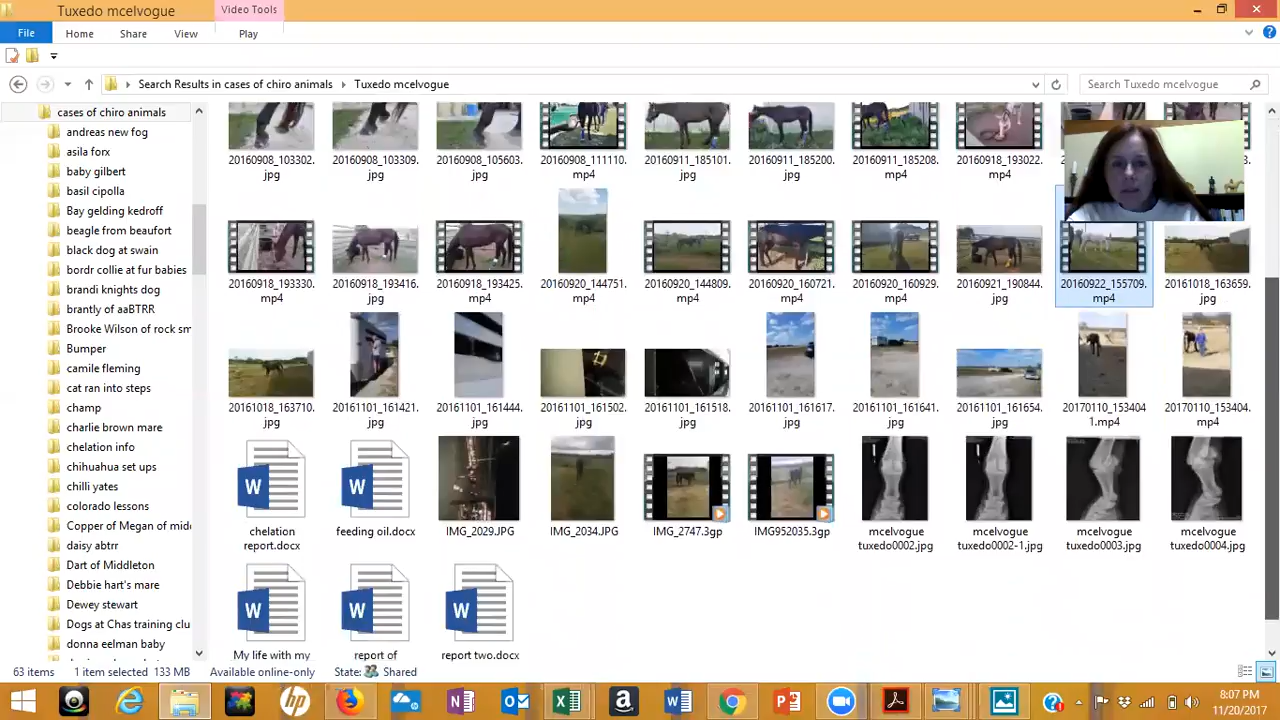 Tuxedo mcelvogue
Video Tools
File
Home
Share
View
Play
Search Results in cases of chiro animals
Tuxedo mcelvogue
Search Tuxedo mcelvogue
cases of chiro animals
andreas new fog
asila forx
baby gilbert
basil cipolla
Bay gelding kedroff
beagle from beaufort
black dog at swain
bordr collie at fur babies
brandi knights dog
brantly of aaBTRR
Brooke Wilson of rock sm
Bumper
camile fleming
cat ran into steps
champ
charlie brown mare
chelation info
chihuahua set ups
chilli yates
colorado lessons
Copper of Megan of midc
daisy abtrr
Dart of Middleton
Debbie hart's mare
Dewey stewart
Dogs at Chas training clu
donna eelman baby
20160908_103302.jpg
20160908_103309.jpg
20160908_105603.jpg
20160908_111110.mp4
20160911_185101.jpg
20160911_185200.jpg
20160911_185208.mp4
20160918_193022.mp4
20160918_193330.mp4
20160918_193416.jpg
20160918_193425.mp4
20160920_144751.mp4
20160920_144809.mp4
20160920_160721.mp4
20160920_160929.mp4
20160921_190844.jpg
20160922_155709.mp4
20161018_163659.jpg
20161018_163710.jpg
20161101_161421.jpg
20161101_161444.jpg
20161101_161502.jpg
20161101_161518.jpg
20161101_161617.jpg
20161101_161641.jpg
20161101_161654.jpg
20170110_153404 1.mp4
20170110_153404.mp4
chelation report.docx
feeding oil.docx
IMG_2029.JPG
IMG_2034.JPG
IMG_2747.3gp
IMG952035.3gp
mcelvogue tuxedo0002.jpg
mcelvogue tuxedo0002-1.jpg
mcelvogue tuxedo0003.jpg
mcelvogue tuxedo0004.jpg
My life with my
report of
report two.docx
63 items
1 item selected 133 MB
Available online-only
State: Shared
8:07 PM
11/20/2017